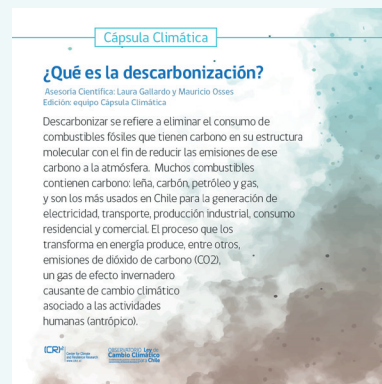 Cápsula Climática
¿Qué es la descarbonización?
Asesoria Científica: Laura Gallardo y Mauricio Osses
Edición: equipo Cápsula Climática
Descarbonizar se refiere a eliminar el consumo de
combustibles fósiles que tienen carbono en su estructura
molecular con el fin de reducir las emisiones de ese
carbono a la atmósfera. Muchos combustibles
contienen carbono: leña, carbón, petróleo y gas,
y son los más usados en Chile para la generación de
electricidad, transporte, producción industrial, consumo
residencial y comercial. El proceso que los
transforma en energía produce, entre otros,
emisiones de dióxido de carbono (CO2),
un gas de efecto invernadero
causante de cambio climático
asociado a las actividades
humanas (antrópico).
(CR)2
Center for Climate
and Resilience Research
OBSERVATORIO Ley de
Cambio Climático
para Chile